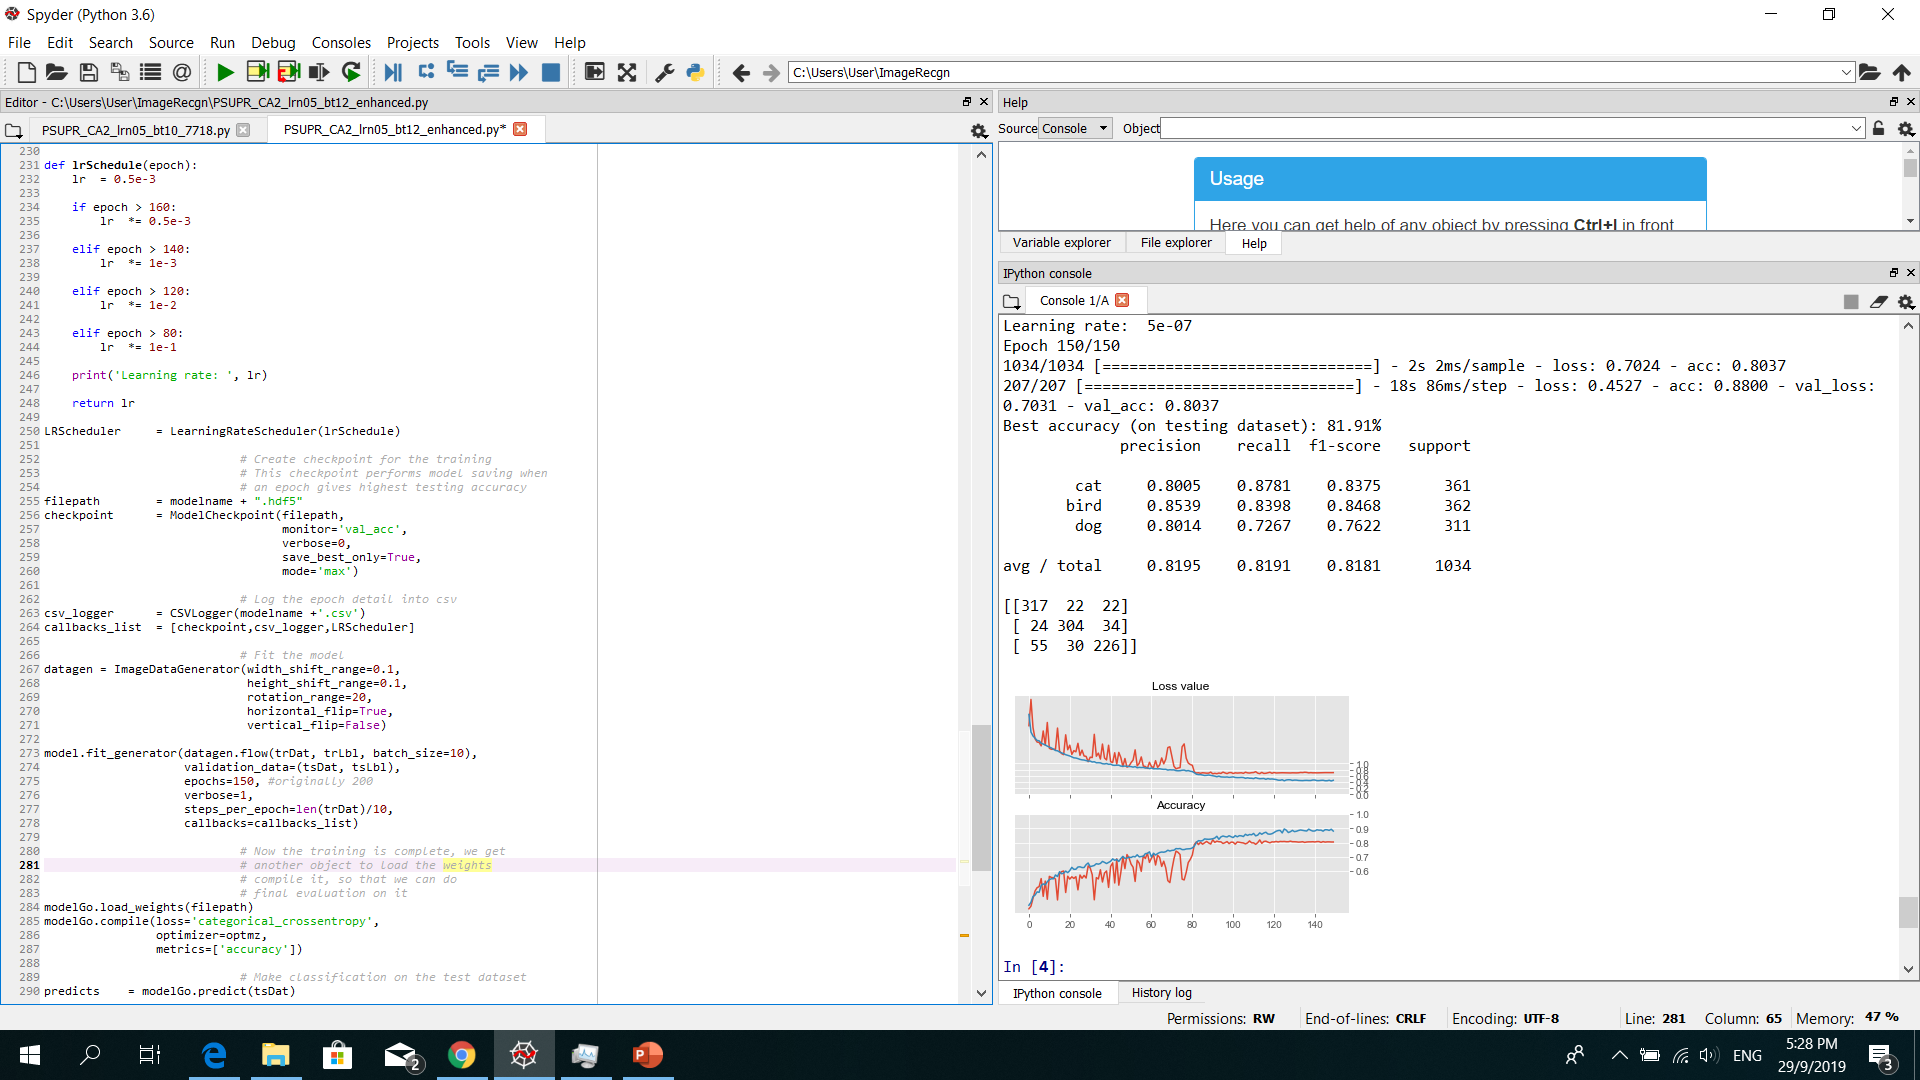 Spyder (Python 3.6)
File Edit Search Source Run Debug Consoles Projects Tools View Help
C:\Users\User\ImageRecgn
Editor - C:\Users\User\ImageRecgn\PSUPR_CA2_lrn05_bt12_enhanced.py
PSUPR_CA2_lrn05_bt10_7718.py PSUPR_CA2_lrn05_bt12_enhanced.py*
230
231 def lrSchedule(epoch):
232 lr = 0.5e-3
233
234 if epoch > 160:
235 lr *= 0.5e-3
236
237 elif epoch > 140:
238 lr *= 1e-3
239
240 elif epoch > 120:
241 lr *= 1e-2
242
243 elif epoch > 80:
244 lr *= 1e-1
245
246 print('Learning rate: ', lr)
247
248 return lr
249
250 LRScheduler = LearningRateScheduler(lrSchedule)
251
252 # Create checkpoint for the training
253 # This checkpoint performs model saving when
254 # an epoch gives highest testing accuracy
255 filepath = modelname + ".hdf5"
256 checkpoint = ModelCheckpoint(filepath,
257 monitor='val_acc',
258 verbose=0,
259 save_best_only=True,
260 mode='max')
261
262 # Log the epoch detail into csv
263 csv_logger = CSVLogger(modelname +'.csv')
264 callbacks_list = [checkpoint,csv_logger,LRScheduler]
265
266 # Fit the model
267 datagen = ImageDataGenerator(width_shift_range=0.1,
268 height_shift_range=0.1,
269 rotation_range=20,
270 horizontal_flip=True,
271 vertical_flip=False)
272
273 model.fit_generator(datagen.flow(trDat, trLbl, batch_size=10),
274 validation_data=(tsDat, tsLbl),
275 epochs=150, #originally 200
276 verbose=1,
277 steps_per_epoch=len(trDat)/10,
278 callbacks=callbacks_list)
279
280 # Now the training is complete, we get
281 # another object to load the weights
282 # compile it, so that we can do
283 # final evaluation on it
284 modelGo.load_weights(filepath)
285 modelGo.compile(loss='categorical_crossentropy',
286 optimizer=optmz,
287 metrics=['accuracy'])
288
289 # Make classification on the test dataset
290 predicts = modelGo.predict(tsDat)
Help
Source Console Object
Usage
Here you can get help of any object by pressing Ctrl+I in front
Variable explorer File explorer Help
IPython console
Console 1/A
Learning rate: 5e-07
Epoch 150/150
1034/1034 [==============================] - 2s 2ms/sample - loss: 0.7024 - acc: 0.8037
207/207 [==============================] - 18s 86ms/step - loss: 0.4527 - acc: 0.8800 - val_loss:
0.7031 - val_acc: 0.8037
Best accuracy (on testing dataset): 81.91%
precision recall f1-score support
cat 0.8005 0.8781 0.8375 361
bird 0.8539 0.8398 0.8468 362
dog 0.8014 0.7267 0.7622 311
avg / total 0.8195 0.8191 0.8181 1034
[[317 22 22]
[ 24 304 34]
[ 55 30 226]]
Loss value
1.0
0.8
0.6
0.4
0.2
0.0
Accuracy
1.0
0.9
0.8
0.7
0.6
0 20 40 60 80 100 120 140
In [4]:
IPython console History log
Permissions: RW End-of-lines: CRLF Encoding: UTF-8 Line: 281 Column: 65 Memory: 47 %
2
ENG
5:28 PM
29/9/2019
3